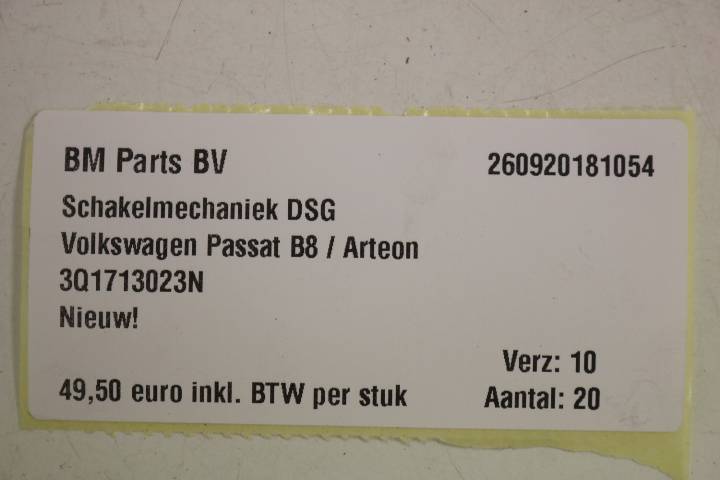 BM Parts BV 260920181054
Schakelmechaniek DSG
Volkswagen Passat B8 / Arteon
3Q1713023N
Nieuw!
Verz: 10
49,50 euro inkl. BTW per stuk Aantal: 20